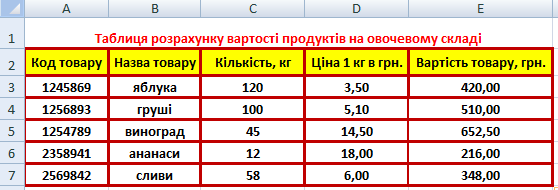 A B C D E
1 Таблиця розрахунку вартості продуктів на овочевому складі
2 Код товару Назва товару Кількість, кг Ціна 1 кг в грн. Вартість товару, грн.
3 1245869 яблука 120 3,50 420,00
4 1256893 груші 100 5,10 510,00
5 1254789 виноград 45 14,50 652,50
6 2358941 ананаси 12 18,00 216,00
7 2569842 сливи 58 6,00 348,00